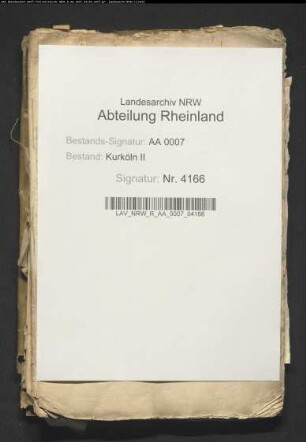 Landesarchiv NRW
Abteilung Rheinland
Bestands-Signatur: AA 0007
Bestand: Kurköln II
Signatur: Nr. 4166
LAV_NRW_R_AA_0007_04166